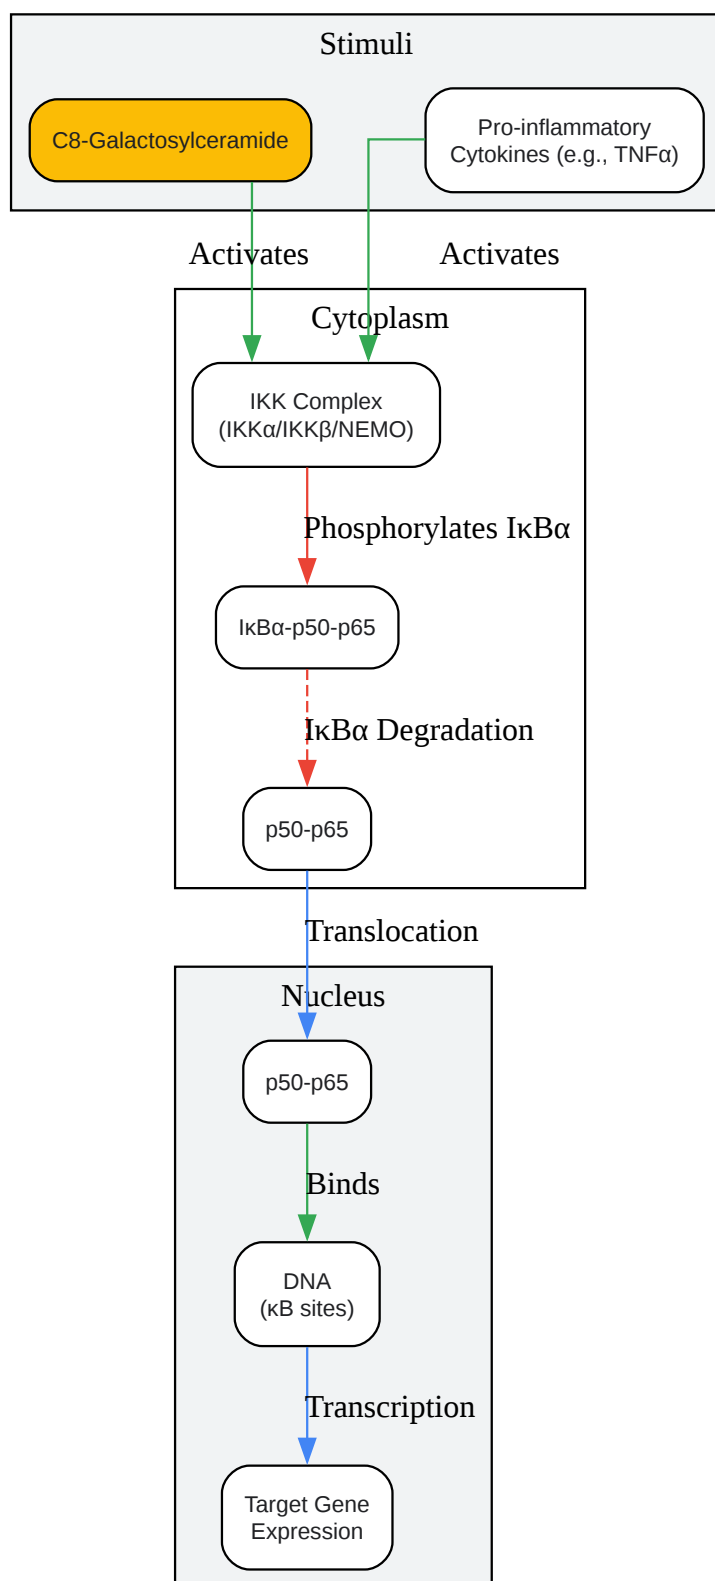 Stimuli
C8-Galactosylceramide
Pro-inflammatory
Cytokines (e.g., TNFα)
Activates
Activates
Cytoplasm
IKK Complex
(IKKα/IKKβ/NEMO)
Phosphorylates IκBα
IκBα-p50-p65
IκBα Degradation
p50-p65
Translocation
Nucleus
p50-p65
Binds
DNA
(κB sites)
Transcription
Target Gene
Expression